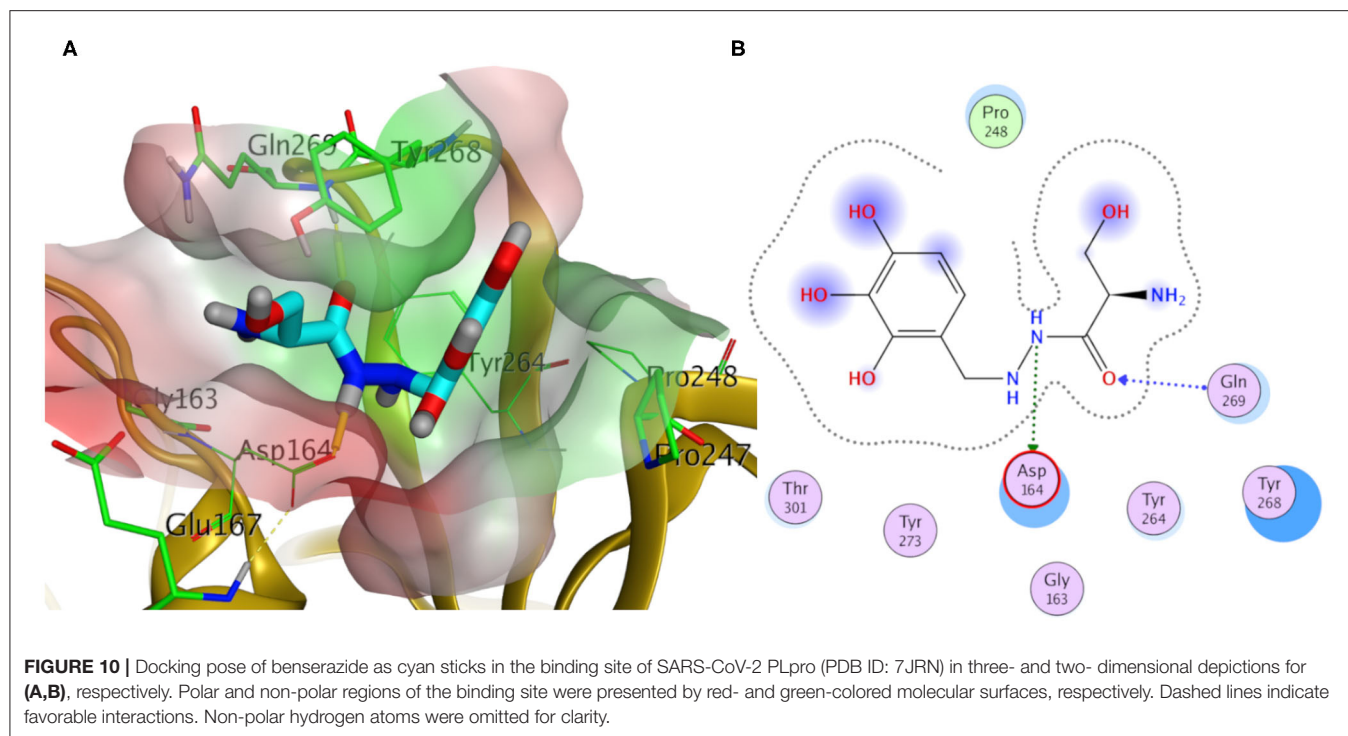 A
B
Gln269
Tyr268
Tyr264
Pro248
Gly163
Asp164
Pro247
Glu167
Pro
248
HO
OH
HO
NH2
H
N
HO
N
H
O
Gln
269
Asp
164
Thr
301
Tyr
273
Tyr
264
Tyr
268
Gly
163
FIGURE 10 | Docking pose of benserazide as cyan sticks in the binding site of SARS-CoV-2 PLpro (PDB ID: 7JRN) in three- and two- dimensional depictions for
(A,B), respectively. Polar and non-polar regions of the binding site were presented by red- and green-colored molecular surfaces, respectively. Dashed lines indicate
favorable interactions. Non-polar hydrogen atoms were omitted for clarity.